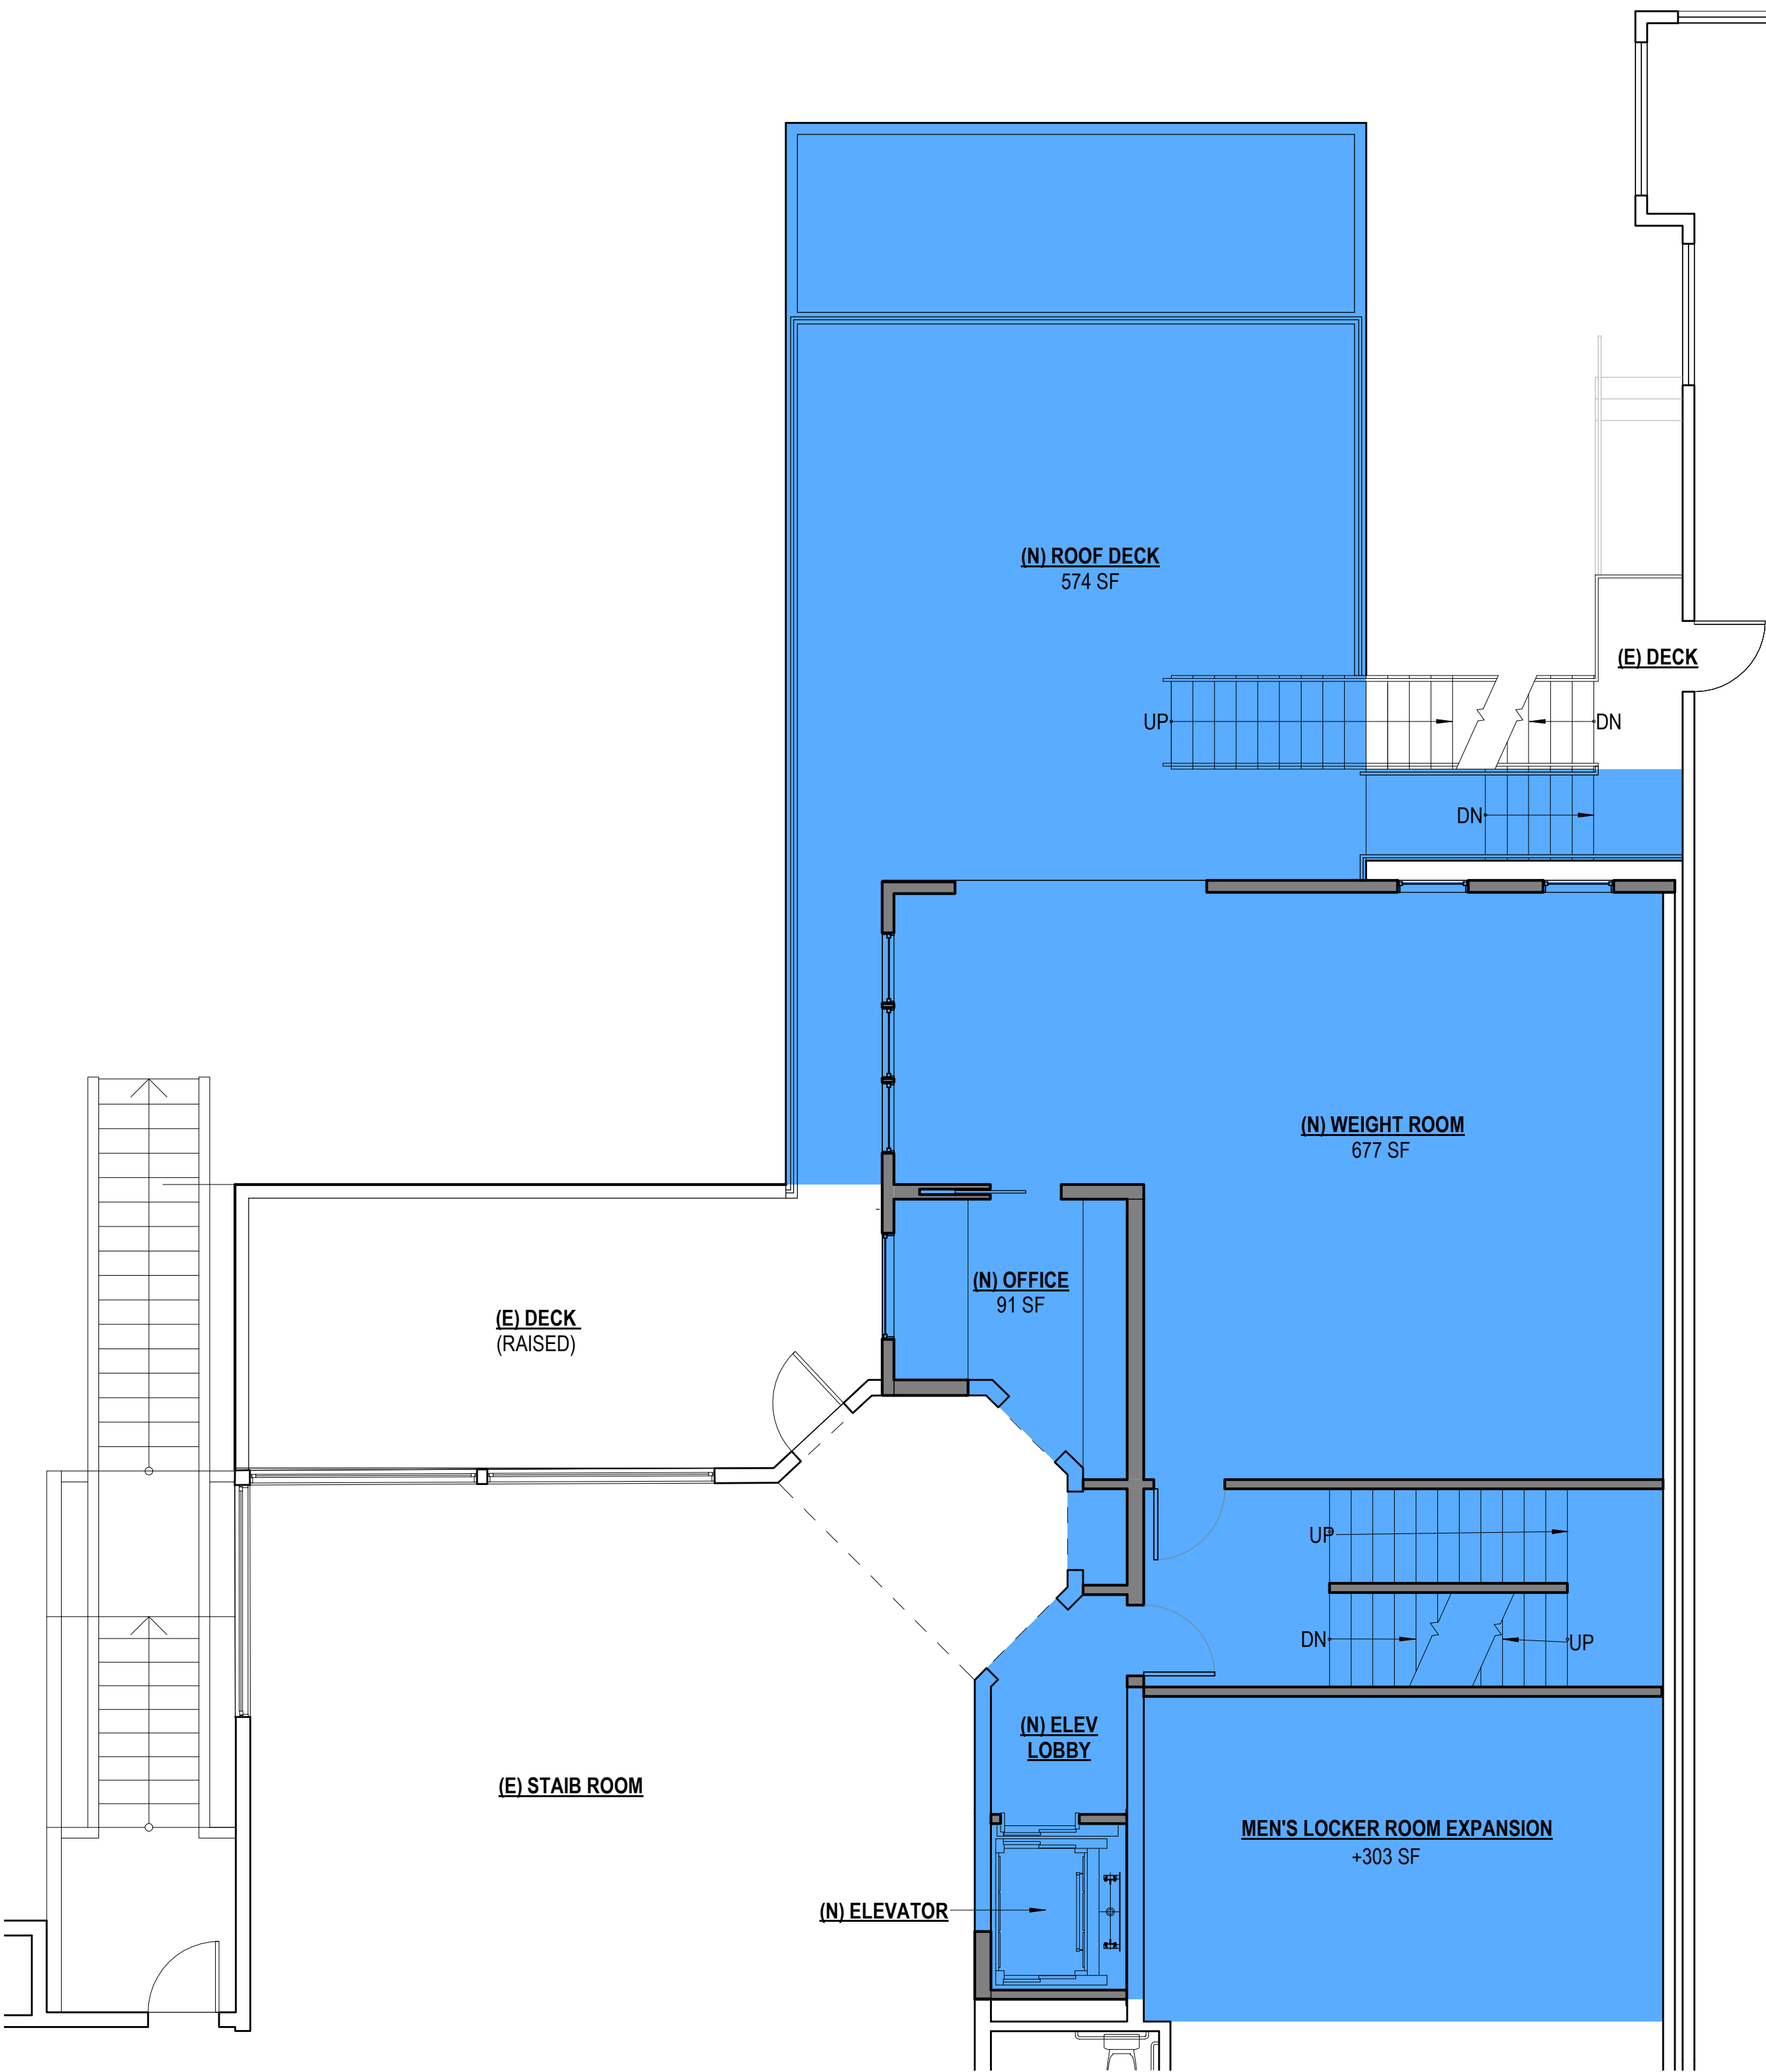 (N) ROOF DECK
574 SF
(E) DECK
UP
DN
DN
(N) WEIGHT ROOM
677 SF
(N) OFFICE
91 SF
(E) DECK
(RAISED)
UP
DN
UP
(N) ELEV
LOBBY
(E) STAIB ROOM
MEN'S LOCKER ROOM EXPANSION
+303 SF
(N) ELEVATOR